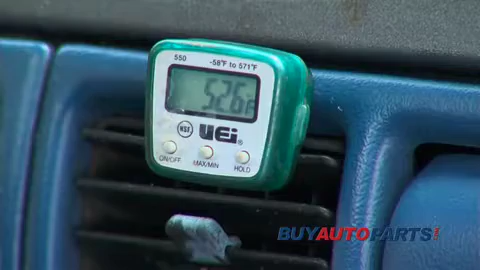 550 -58°F to 571°F
52.6F
NSF UEi®
ON/OFF MAX/MIN HOLD
BUYAUTOPARTS!